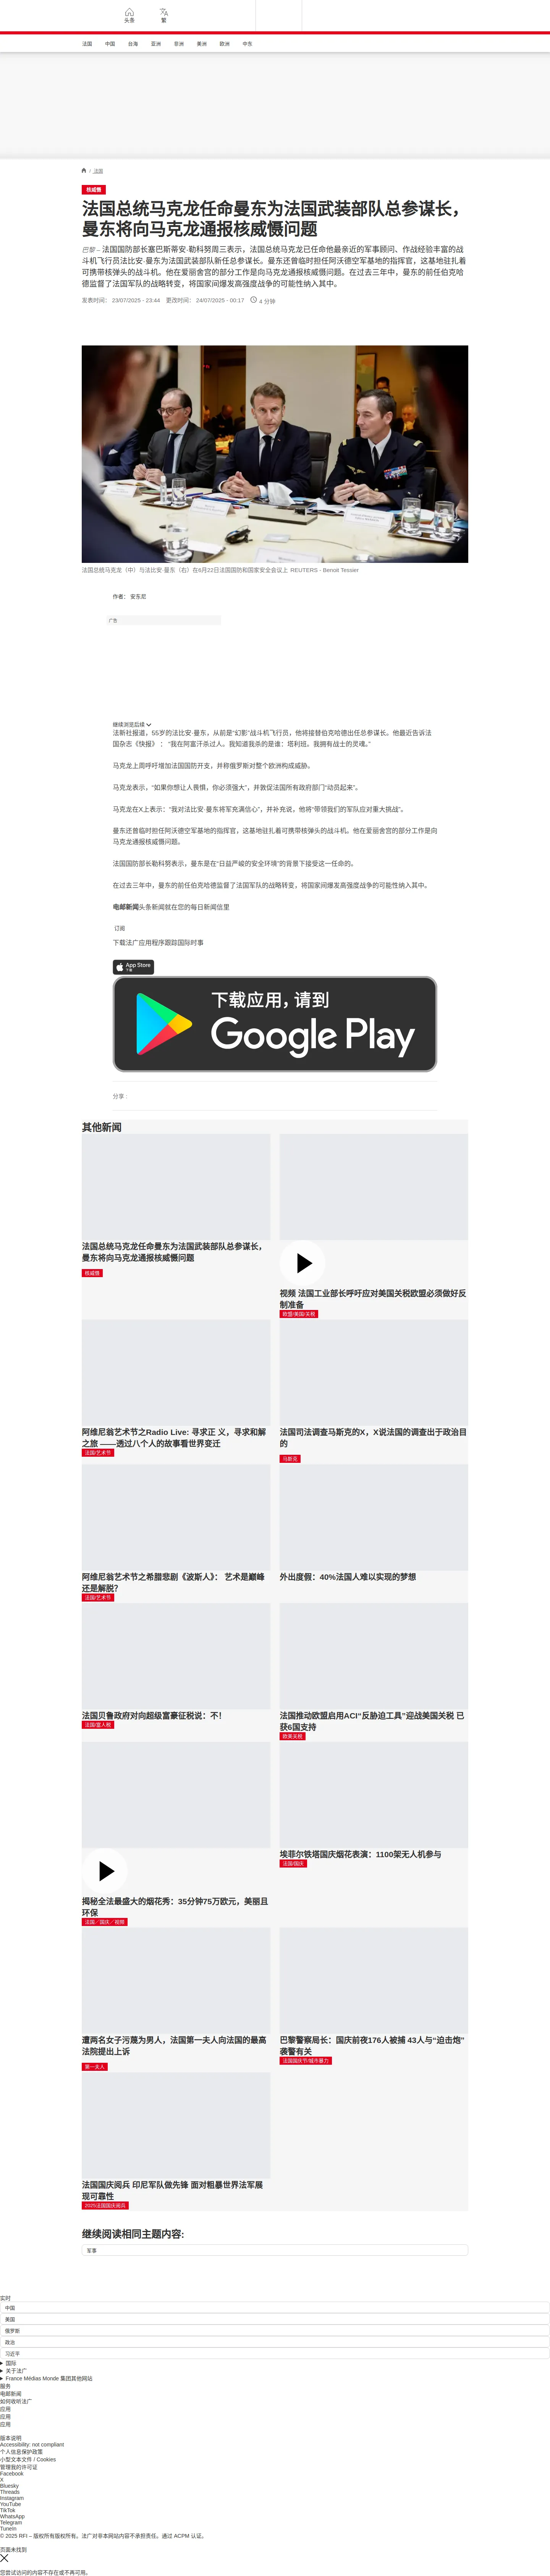 头条
繁
法国
中国
台海
亚洲
非洲
美洲
欧洲
中东
/ 法国
核威慑
法国总统马克龙任命曼东为法国武装部队总参谋长，
曼东将向马克龙通报核威慑问题
巴黎 – 法国国防部长塞巴斯蒂安·勒科努周三表示，法国总统马克龙已任命他最亲近的军事顾问、作战经验丰富的战
斗机飞行员法比安·曼东为法国武装部队新任总参谋长。曼东还曾临时担任阿沃德空军基地的指挥官，这基地驻扎着
可携带核弹头的战斗机。他在爱丽舍宫的部分工作是向马克龙通报核威慑问题。在过去三年中，曼东的前任伯克哈
德监督了法国军队的战略转变，将国家间爆发高强度战争的可能性纳入其中。
发表时间： 23/07/2025 - 23:44 更改时间： 24/07/2025 - 00:17 4 分钟
法国总统马克龙（中）与法比安·曼东（右）在6月22日法国国防和国家安全会议上 REUTERS - Benoit Tessier
作者： 安东尼
广告
继续浏览后续
法新社报道，55岁的法比安·曼东，从前是“幻影”战斗机飞行员，他将接替伯克哈德出任总参谋长。他最近告诉法
国杂志《快报》 ： “我在阿富汗杀过人。我知道我杀的是谁：塔利班。我拥有战士的灵魂。”
马克龙上周呼吁增加法国国防开支，并称俄罗斯对整个欧洲构成威胁。
马克龙表示，“如果你想让人畏惧，你必须强大”，并敦促法国所有政府部门“动员起来”。
马克龙在X上表示：“我对法比安·曼东将军充满信心”，并补充说，他将“带领我们的军队应对重大挑战”。
曼东还曾临时担任阿沃德空军基地的指挥官，这基地驻扎着可携带核弹头的战斗机。他在爱丽舍宫的部分工作是向
马克龙通报核威慑问题。
法国国防部长勒科努表示，曼东是在“日益严峻的安全环境”的背景下接受这一任命的。
在过去三年中，曼东的前任伯克哈德监督了法国军队的战略转变，将国家间爆发高强度战争的可能性纳入其中。
电邮新闻头条新闻就在您的每日新闻信里
订阅
下载法广应用程序跟踪国际时事
App Store
下载
下载应用，请到
Google Play
分享 :
其他新闻
法国总统马克龙任命曼东为法国武装部队总参谋长，
曼东将向马克龙通报核威慑问题
核威慑
视频 法国工业部长呼吁应对美国关税欧盟必须做好反
制准备
欧盟/美国/关税
阿维尼翁艺术节之Radio Live: 寻求正 义，寻求和解
之旅 ——透过八个人的故事看世界变迁
法国/艺术节
法国司法调查马斯克的X，X说法国的调查出于政治目
的
马斯克
阿维尼翁艺术节之希腊悲剧《波斯人》： 艺术是巅峰
还是解脱？
法国/艺术节
外出度假：40%法国人难以实现的梦想
法国贝鲁政府对向超级富豪征税说：不！
法国/富人税
法国推动欧盟启用ACI“反胁迫工具”迎战美国关税 已
获6国支持
欧美关税
揭秘全法最盛大的烟花秀：35分钟75万欧元，美丽且
环保
法国／国庆／视频
埃菲尔铁塔国庆烟花表演：1100架无人机参与
法国/国庆
遭两名女子污蔑为男人，法国第一夫人向法国的最高
法院提出上诉
第一夫人
巴黎警察局长：国庆前夜176人被捕 43人与“迫击炮”
袭警有关
法国国庆节/城市暴力
法国国庆阅兵 印尼军队做先锋 面对粗暴世界法军展
现可靠性
2025法国国庆阅兵
继续阅读相同主题内容:
军事
实时
中国
美国
俄罗斯
政治
习近平
国际
关于法广
France Médias Monde 集团其他网站
服务
电邮新闻
如何收听法广
应用
应用
应用
版本说明
Accessibility: not compliant
个人信息保护政策
小型文本文件 / Cookies
管理我的许可证
Facebook
X
Bluesky
Threads
Instagram
YouTube
TikTok
WhatsApp
Telegram
TuneIn
© 2025 RFI – 版权所有版权所有。法广对非本网站内容不承担责任。通过 ACPM 认证。
页面未找到
您尝试访问的内容不存在或不再可用。